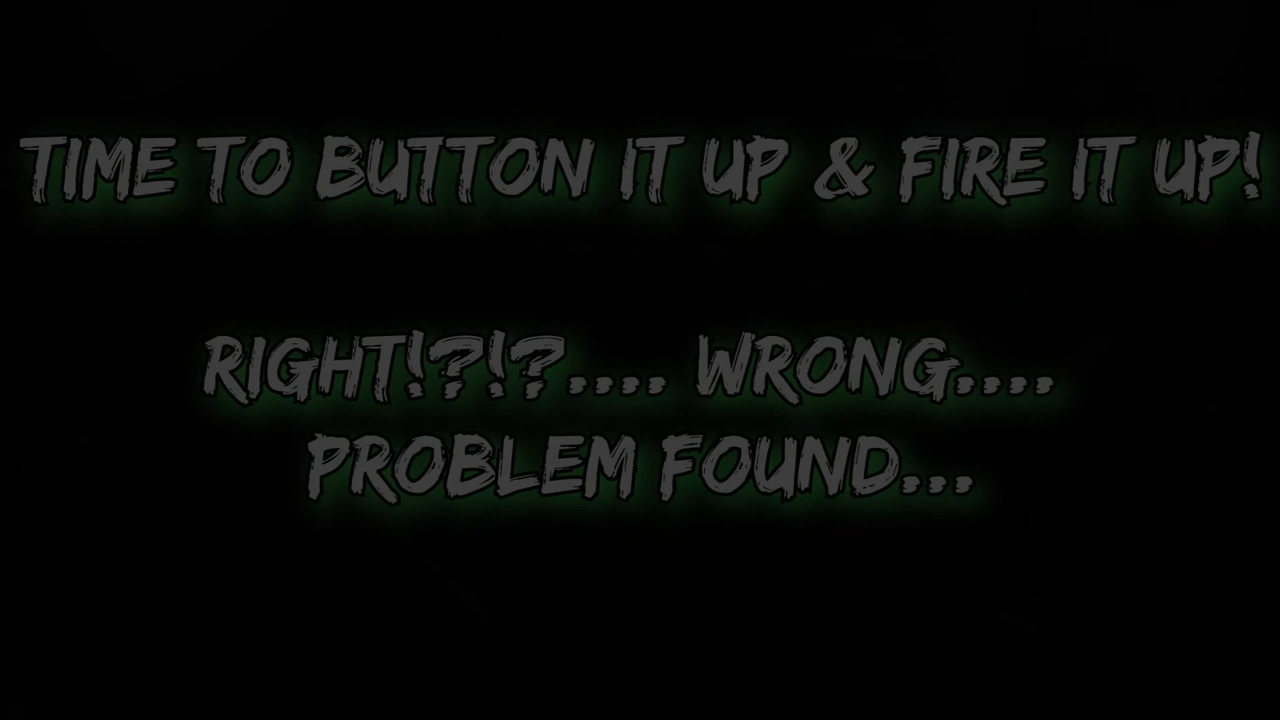 TIME TO BUTTON IT UP & FIRE IT UP!
RIGHT!?!?.... WRONG....
PROBLEM FOUND...